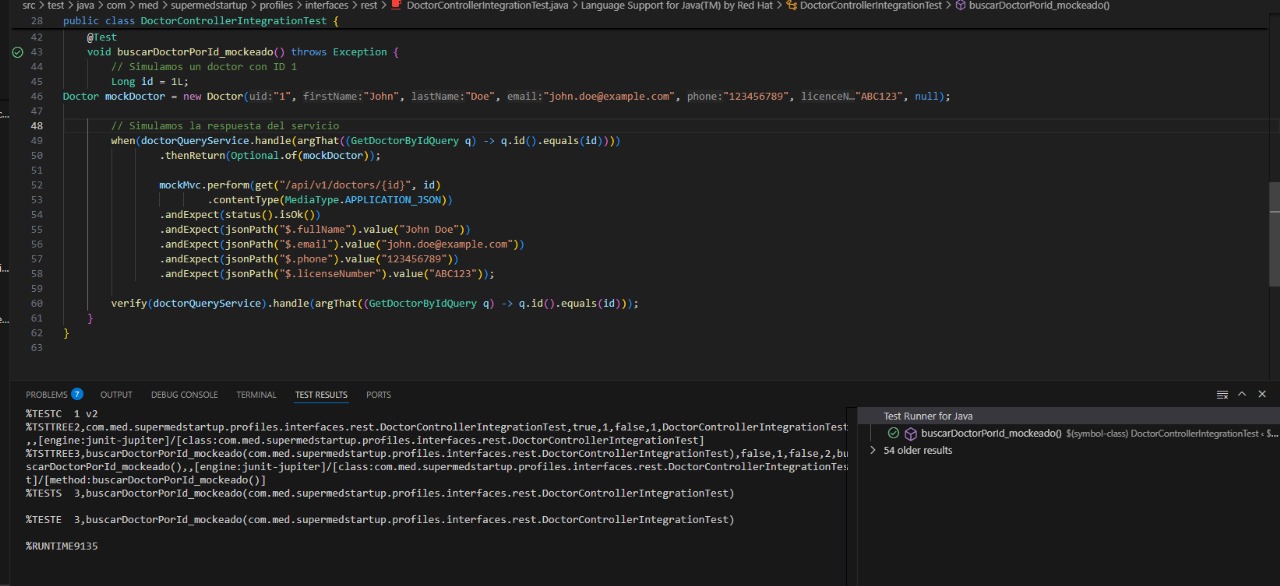 src > test > java > com > med > supermedstartup > profiles > interfaces > rest > DoctorControllerIntegrationTest.java > Language Support for Java(TM) by Red Hat > DoctorControllerIntegrationTest > buscarDoctorPorId_mockeado()
28 public class DoctorControllerIntegrationTest {
42 @Test
43 void buscarDoctorPorId_mockeado() throws Exception {
44 // Simulamos un doctor con ID 1
45 Long id = 1L;
46 Doctor mockDoctor = new Doctor(uid:"1", firstName:"John", lastName:"Doe", email:"john.doe@example.com", phone:"123456789", licenceN…"ABC123", null);
47
48 // Simulamos la respuesta del servicio
49 when(doctorQueryService.handle(argThat((GetDoctorByIdQuery q) -> q.id().equals(id))))
50 .thenReturn(Optional.of(mockDoctor));
51
52 mockMvc.perform(get("/api/v1/doctors/{id}", id)
53 .contentType(MediaType.APPLICATION_JSON))
54 .andExpect(status().isOk())
55 .andExpect(jsonPath("$.fullName").value("John Doe"))
56 .andExpect(jsonPath("$.email").value("john.doe@example.com"))
57 .andExpect(jsonPath("$.phone").value("123456789"))
58 .andExpect(jsonPath("$.licenseNumber").value("ABC123"));
59
60 verify(doctorQueryService).handle(argThat((GetDoctorByIdQuery q) -> q.id().equals(id)));
61 }
62 }
63
PROBLEMS 7 OUTPUT DEBUG CONSOLE TERMINAL TEST RESULTS PORTS
%TESTC 1 v2
%TSTTREE2,com.med.supermedstartup.profiles.interfaces.rest.DoctorControllerIntegrationTest,true,1,false,1,DoctorControllerIntegrationTest
,,[engine:junit-jupiter]/[class:com.med.supermedstartup.profiles.interfaces.rest.DoctorControllerIntegrationTest]
%TSTTREE3,buscarDoctorPorId_mockeado(com.med.supermedstartup.profiles.interfaces.rest.DoctorControllerIntegrationTest),false,1,false,2,bu
scarDoctorPorId_mockeado(),,[engine:junit-jupiter]/[class:com.med.supermedstartup.profiles.interfaces.rest.DoctorControllerIntegrationTes
t]/[method:buscarDoctorPorId_mockeado()]
%TESTS 3,buscarDoctorPorId_mockeado(com.med.supermedstartup.profiles.interfaces.rest.DoctorControllerIntegrationTest)
%TESTE 3,buscarDoctorPorId_mockeado(com.med.supermedstartup.profiles.interfaces.rest.DoctorControllerIntegrationTest)
%RUNTIME9135
Test Runner for Java
buscarDoctorPorId_mockeado() $(symbol-class) DoctorControllerIntegrationTest < $...
54 older results